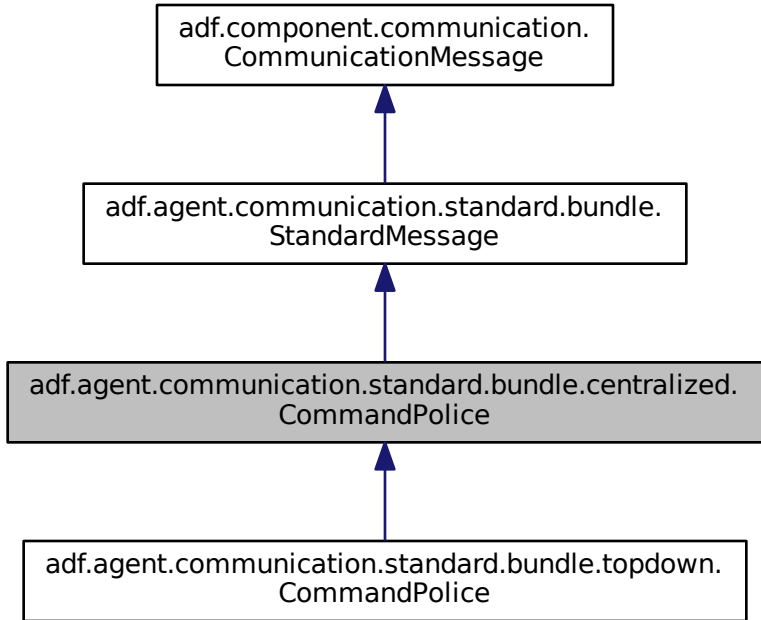 adf.component.communication.
CommunicationMessage
adf.agent.communication.standard.bundle.
StandardMessage
adf.agent.communication.standard.bundle.centralized.
CommandPolice
adf.agent.communication.standard.bundle.topdown.
CommandPolice